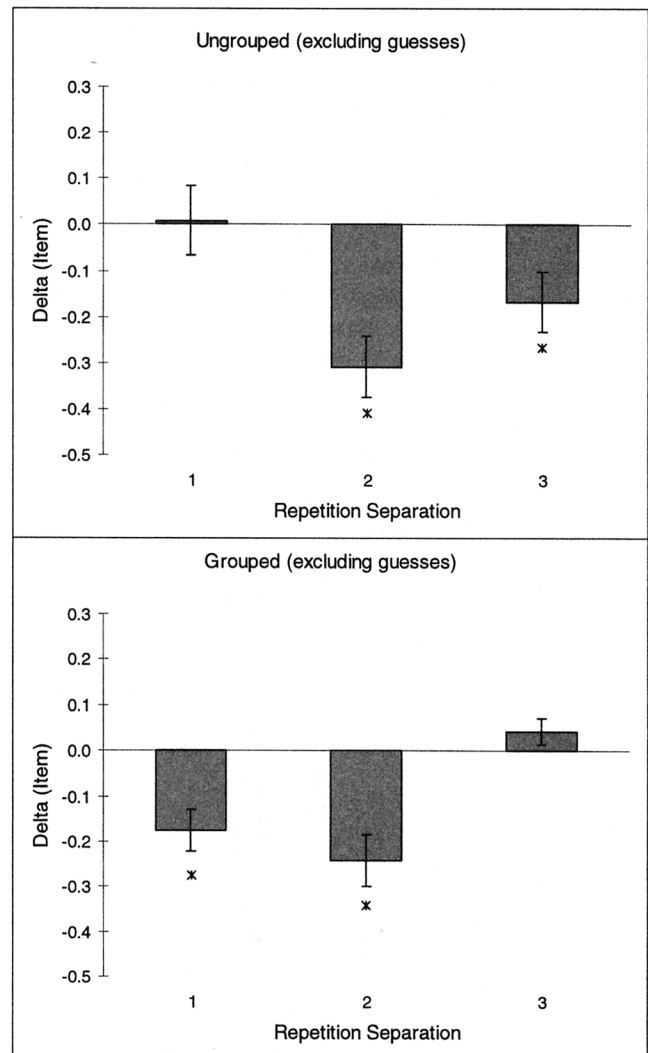 Ungrouped (excluding guesses)
0.3
0.2
0.1
0.0
-0.1
-0.2
-0.3
-0.4
-0.5
Delta (Item)
*
*
1 2 3
Repetition Separation
Grouped (excluding guesses)
0.3
0.2
0.1
0.0
-0.1
-0.2
-0.3
-0.4
-0.5
Delta (Item)
*
*
1 2 3
Repetition Separation